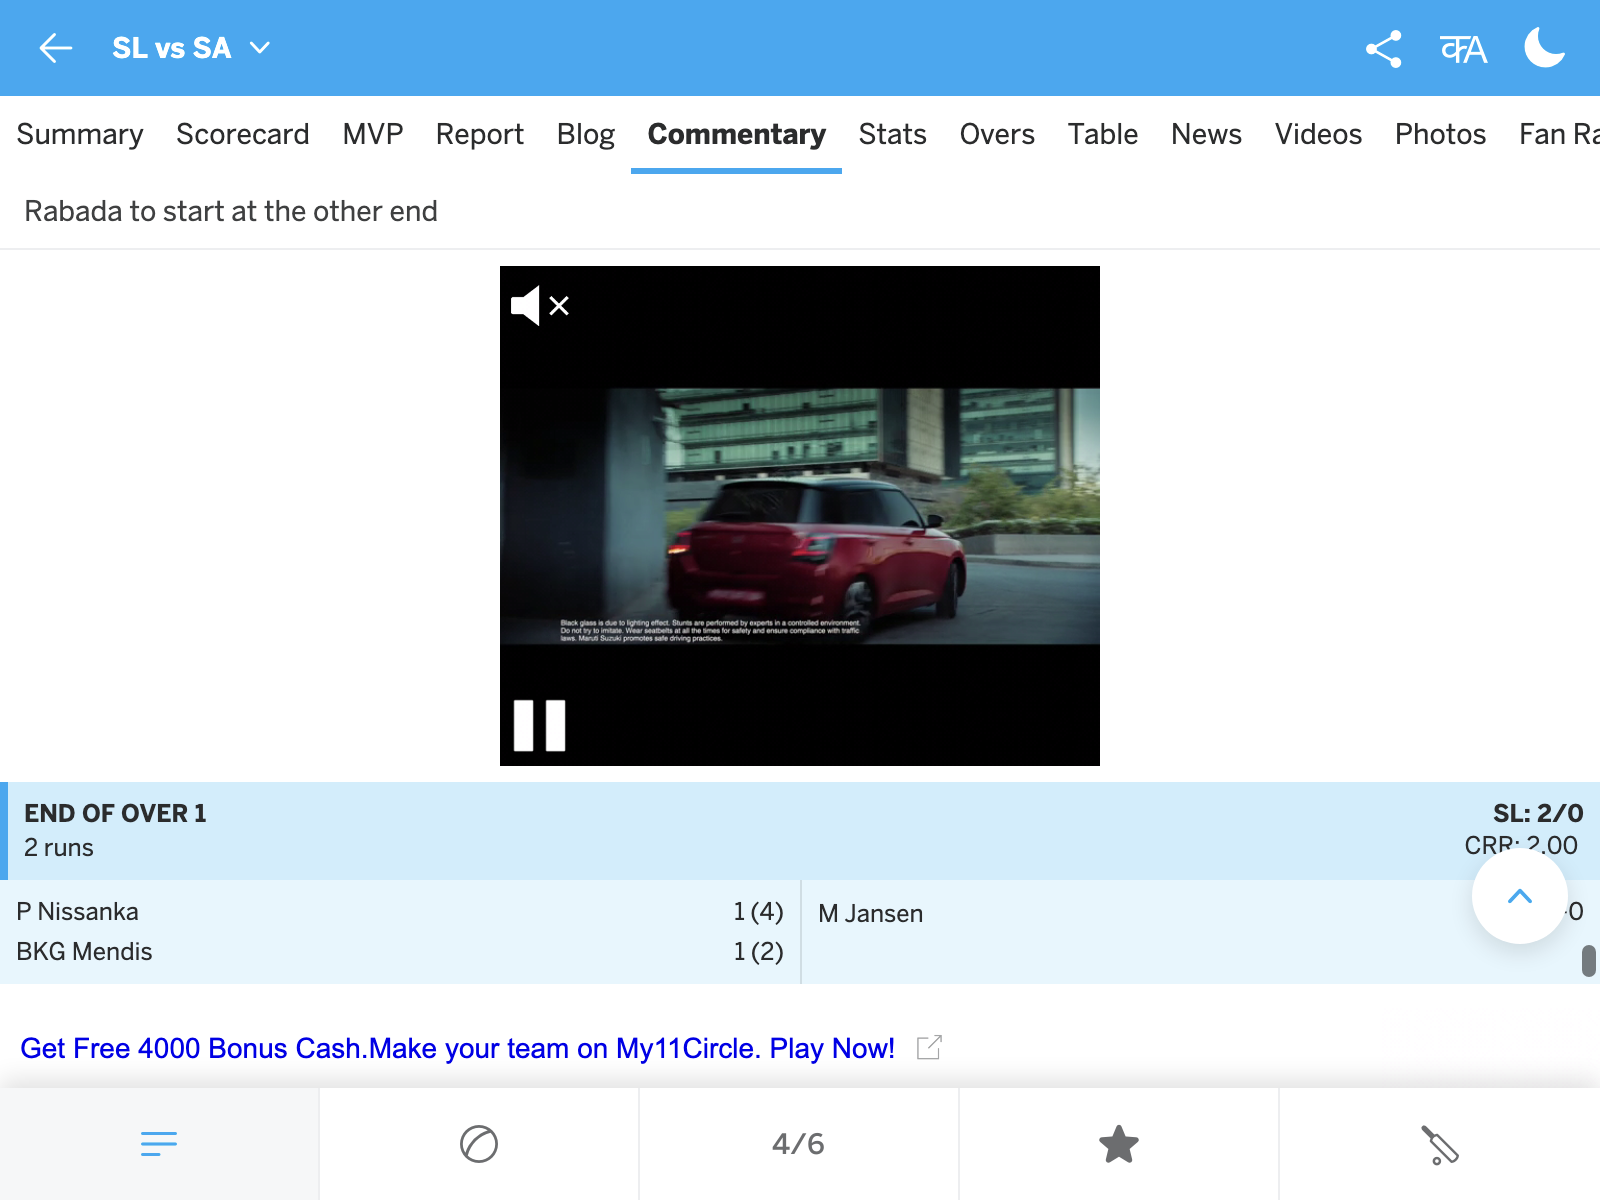 SL vs SA
क A
Summary Scorecard MVP Report Blog Commentary Stats Overs Table News Videos Photos Fan Ra
Rabada to start at the other end
Black glass is due to lighting effect. Stunts are performed by experts in a controlled environment.
Do not try to imitate. Wear seatbelts at all the times for safety and ensure compliance with traffic
laws. Maruti Suzuki promotes safe driving practices.
END OF OVER 1 SL: 2/0
2 runs CRR: 2.00
P Nissanka 1 (4) M Jansen -0
BKG Mendis 1 (2)
Get Free 4000 Bonus Cash.Make your team on My11Circle. Play Now!
4/6